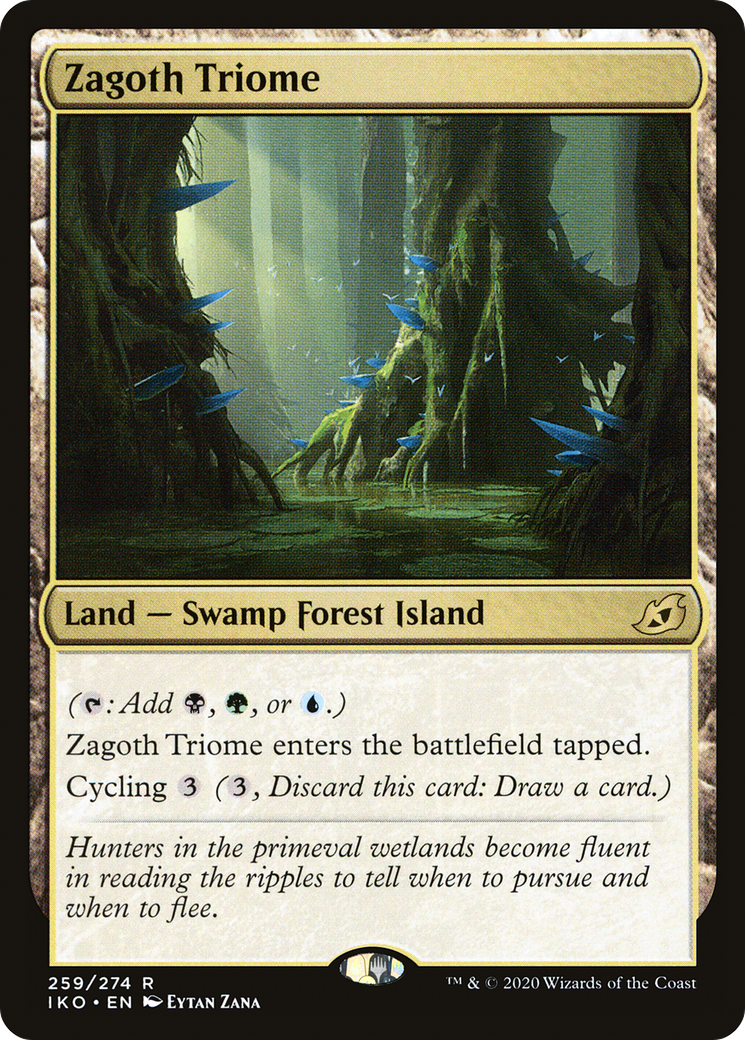 Zagoth Triome
Land — Swamp Forest Island
( : Add , , or .)
Zagoth Triome enters the battlefield tapped.
Cycling 3 (3, Discard this card: Draw a card.)
Hunters in the primeval wetlands become fluent
in reading the ripples to tell when to pursue and
when to flee.
259/274 R
IKO • EN Eytan Zana
™ & © 2020 Wizards of the Coast